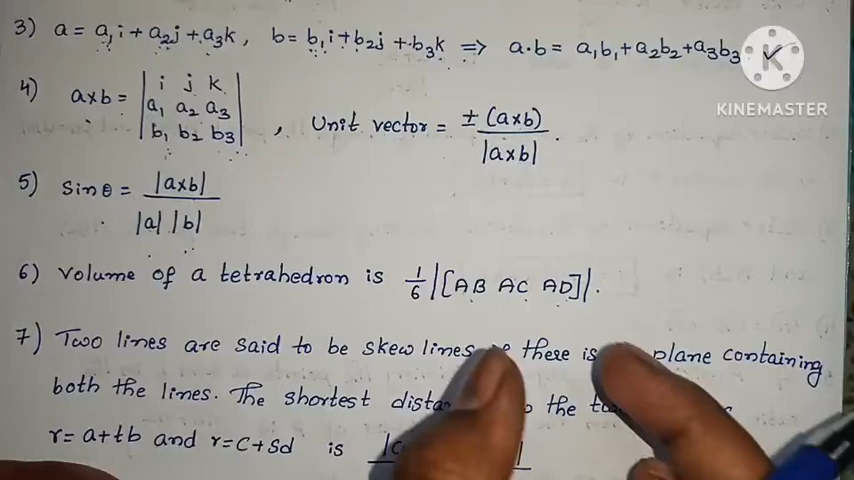 3) a = a₁i + a₂j + a₃k, b = b₁i + b₂j + b₃k ⇒ a·b = a₁b₁ + a₂b₂ + a₃b₃
KINEMASTER
4) a×b = | i j k |
| a₁ a₂ a₃ |
| b₁ b₂ b₃ | , Unit vector = ± (a×b) / |a×b| .
5) Sin θ = |a×b| / |a| |b|
6) Volume of a tetrahedron is 1/6 |[AB AC AD]|.
7) Two lines are said to be skew lines there is plane containing
both the lines. The shortest the
r = a + tb and r = c + sd is